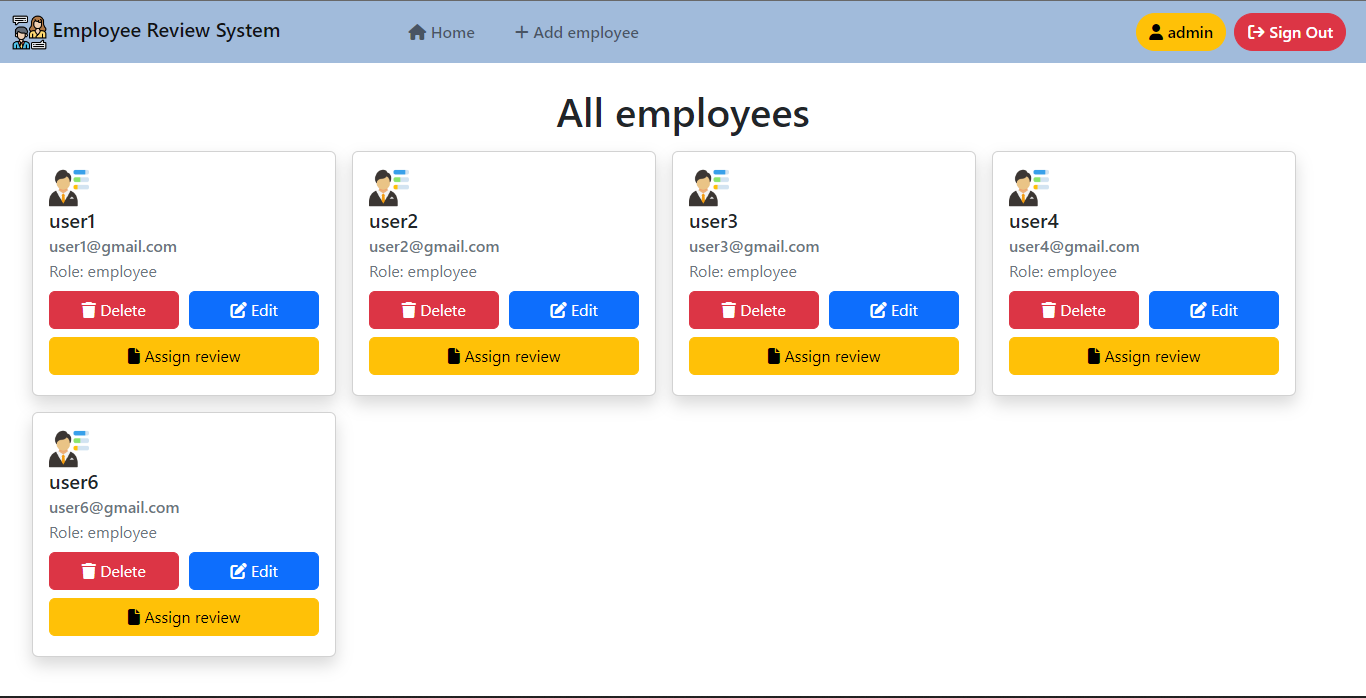 Employee Review System
Home
Add employee
admin
Sign Out
All employees
user1
user1@gmail.com
Role: employee
Delete
Edit
Assign review
user2
user2@gmail.com
Role: employee
Delete
Edit
Assign review
user3
user3@gmail.com
Role: employee
Delete
Edit
Assign review
user4
user4@gmail.com
Role: employee
Delete
Edit
Assign review
user6
user6@gmail.com
Role: employee
Delete
Edit
Assign review